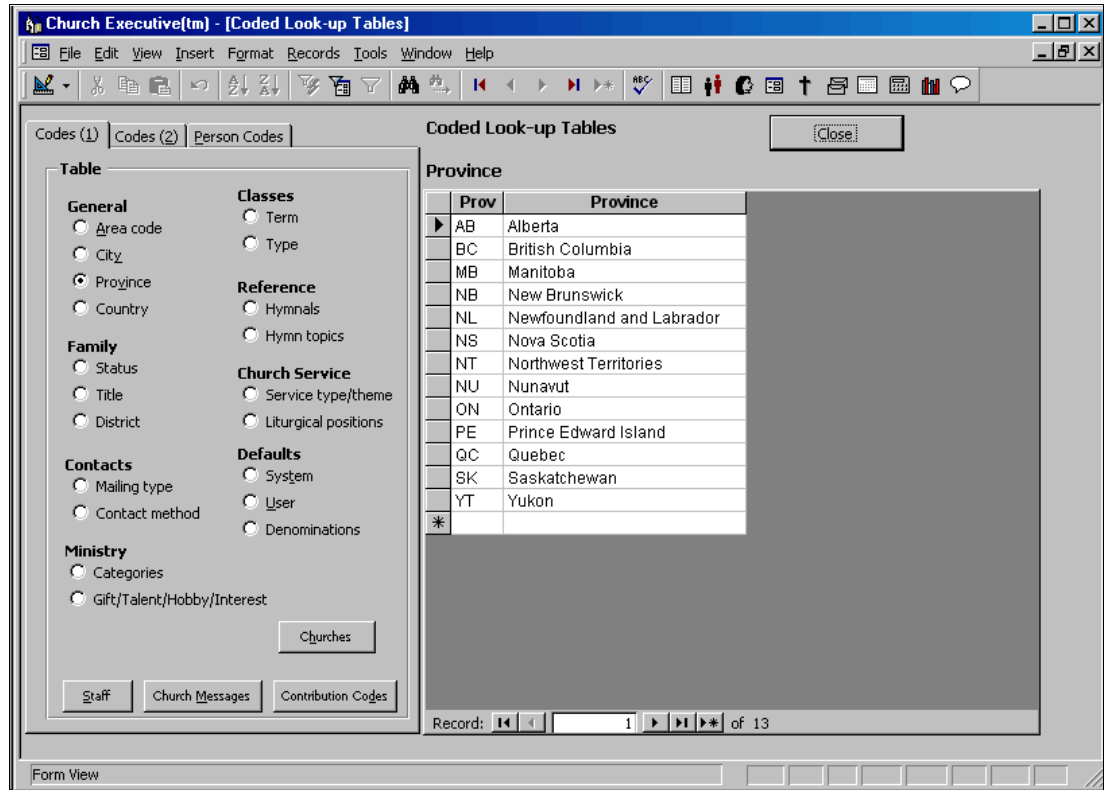 Church Executive(tm) - [Coded Look-up Tables]
File Edit View Insert Format Records Tools Window Help
ABC
Codes (1) Codes (2) Person Codes
Table
General
Area code
City
Province
Country
Family
Status
Title
District
Contacts
Mailing type
Contact method
Ministry
Categories
Gift/Talent/Hobby/Interest
Classes
Term
Type
Reference
Hymnals
Hymn topics
Church Service
Service type/theme
Liturgical positions
Defaults
System
User
Denominations
Churches
Staff Church Messages Contribution Codes
Coded Look-up Tables Close
Province
Prov Province
AB Alberta
BC British Columbia
MB Manitoba
NB New Brunswick
NL Newfoundland and Labrador
NS Nova Scotia
NT Northwest Territories
NU Nunavut
ON Ontario
PE Prince Edward Island
QC Quebec
SK Saskatchewan
YT Yukon
Record: 1 of 13
Form View